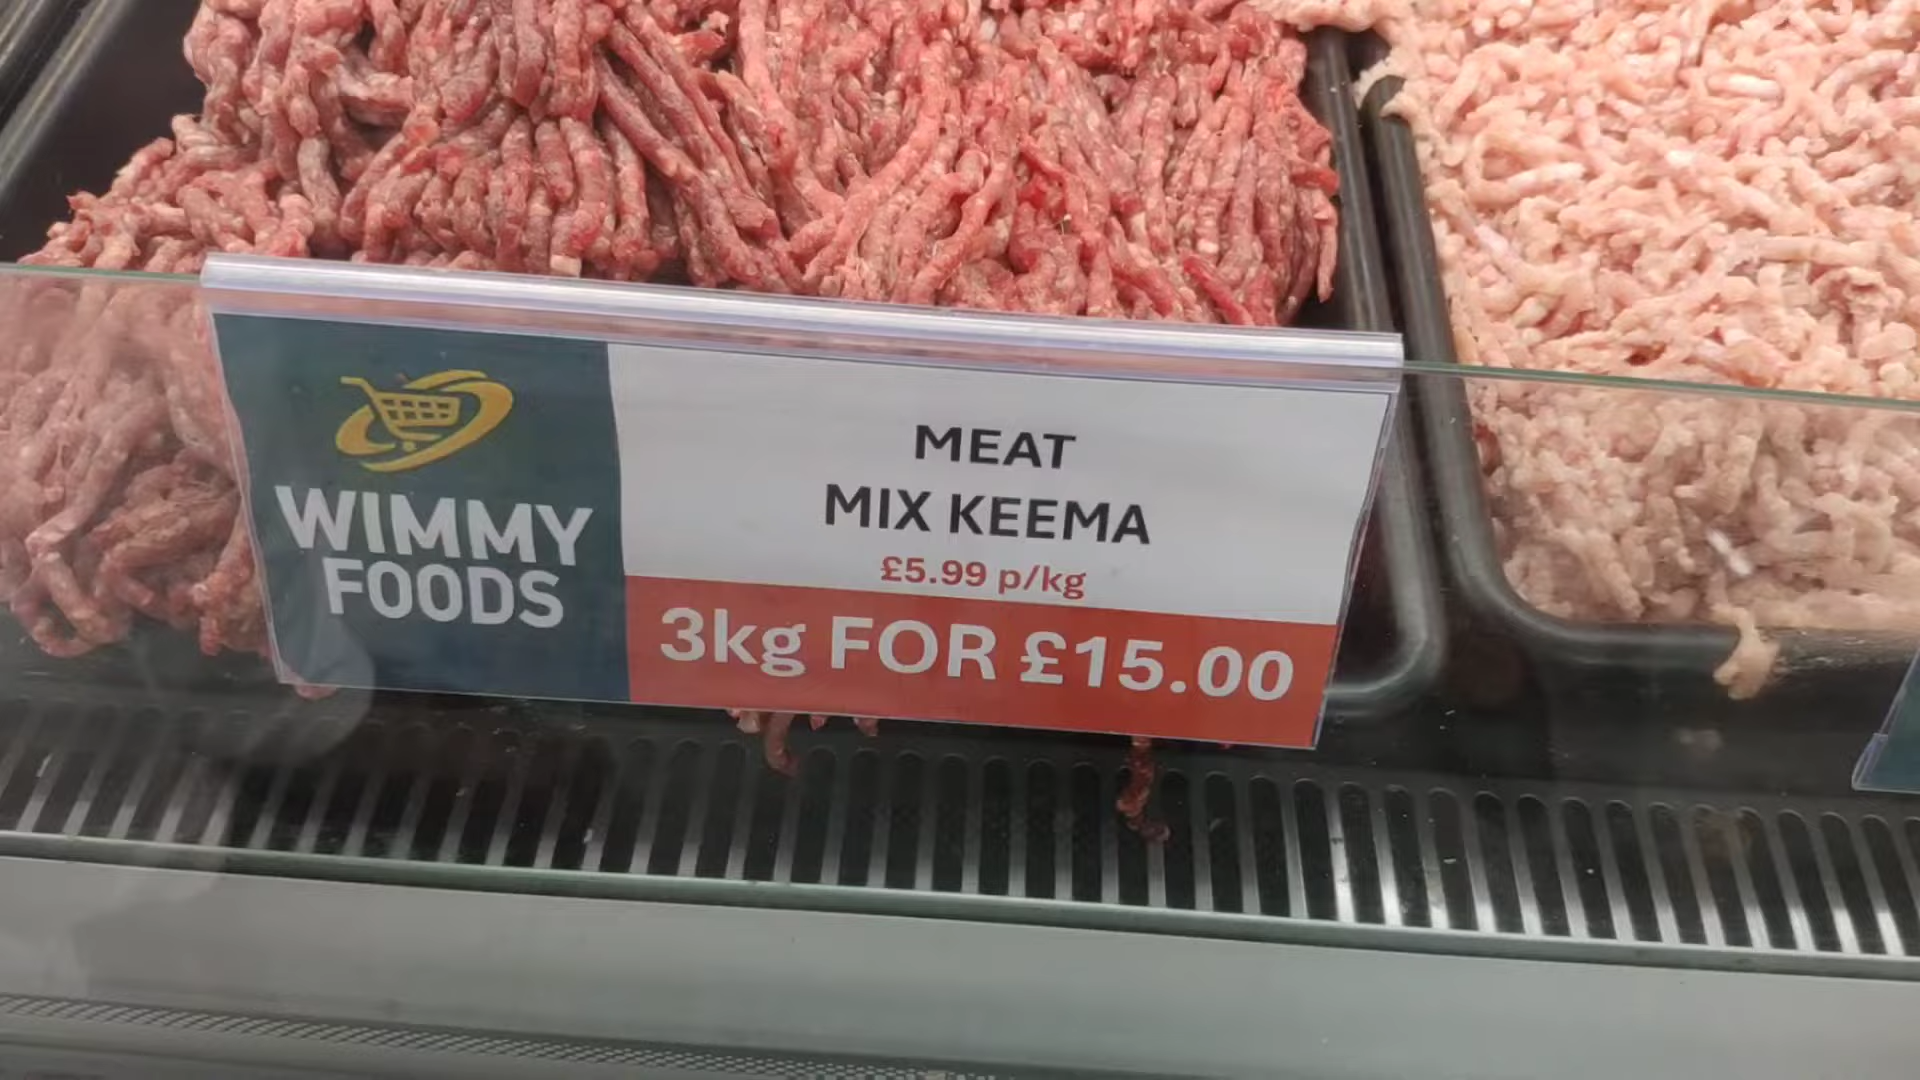 WIMMY
FOODS
MEAT
MIX KEEMA
£5.99 p/kg
3kg FOR £15.00